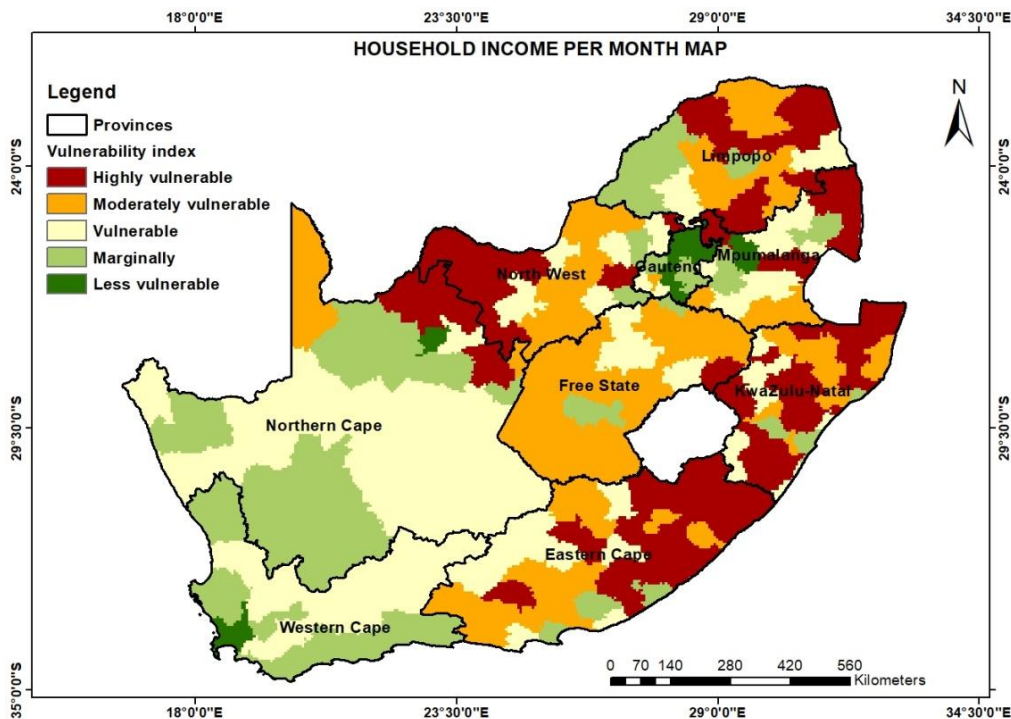 18°0'0"E 23°30'0"E 29°0'0"E 34°30'0"E
HOUSEHOLD INCOME PER MONTH MAP
Legend
Provinces
Vulnerability index
Highly vulnerable
Moderately vulnerable
Vulnerable
Marginally
Less vulnerable
N
24°0'0"S 24°0'0"S
Limpopo
North West
Gauteng
Mpumalanga
Free State
KwaZulu-Natal
Northern Cape
29°30'0"S 29°30'0"S
Eastern Cape
Western Cape
0 70 140 280 420 560
Kilometers
35°0'0"S 35°0'0"S
18°0'0"E 23°30'0"E 29°0'0"E 34°30'0"E